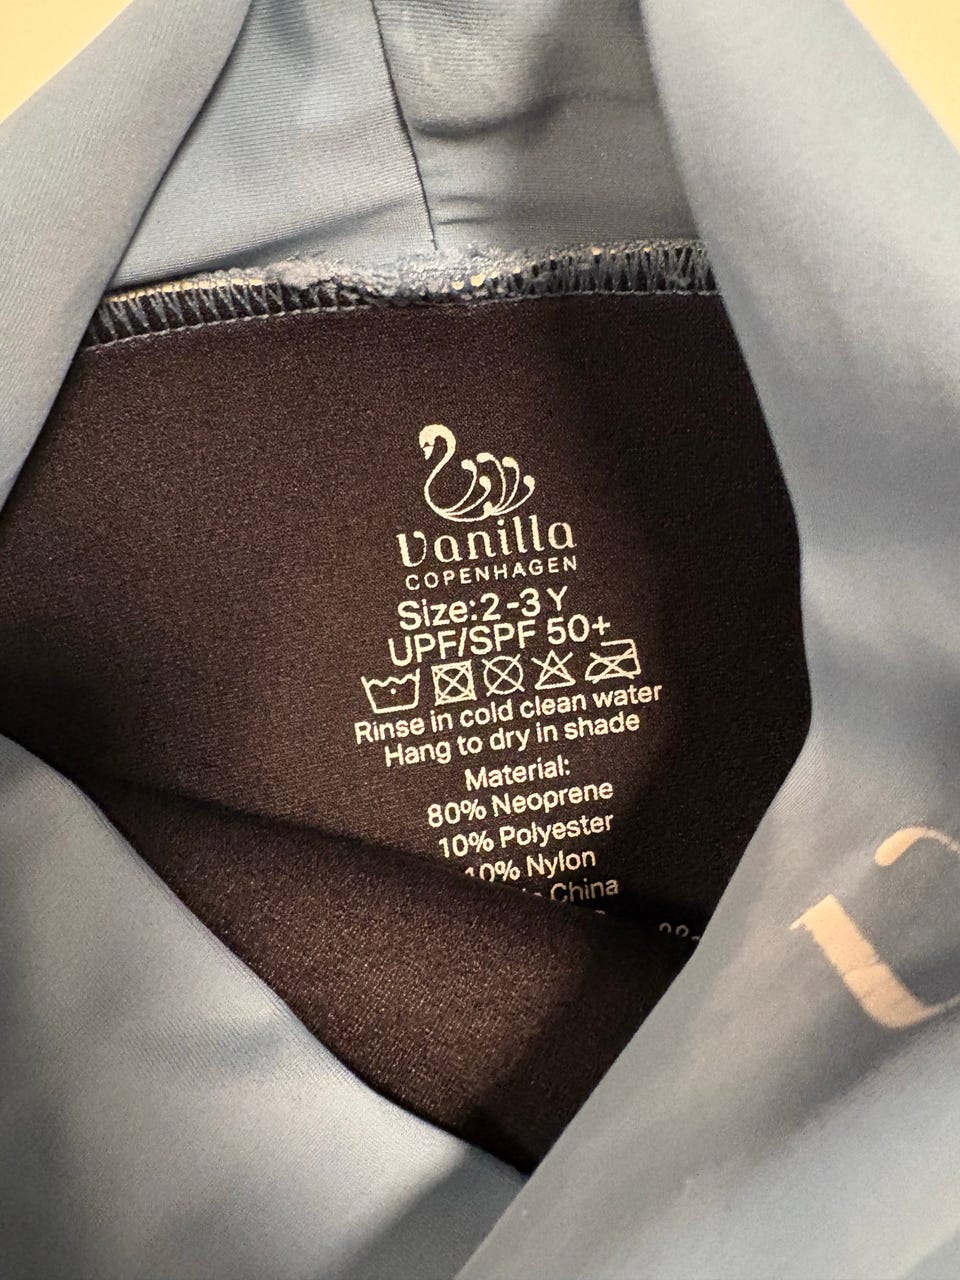 vanilla
COPENHAGEN
Size:2-3Y
UPF/SPF 50+
Rinse in cold clean water
Hang to dry in shade
Material:
80% Neoprene
10% Polyester
10% Nylon
China